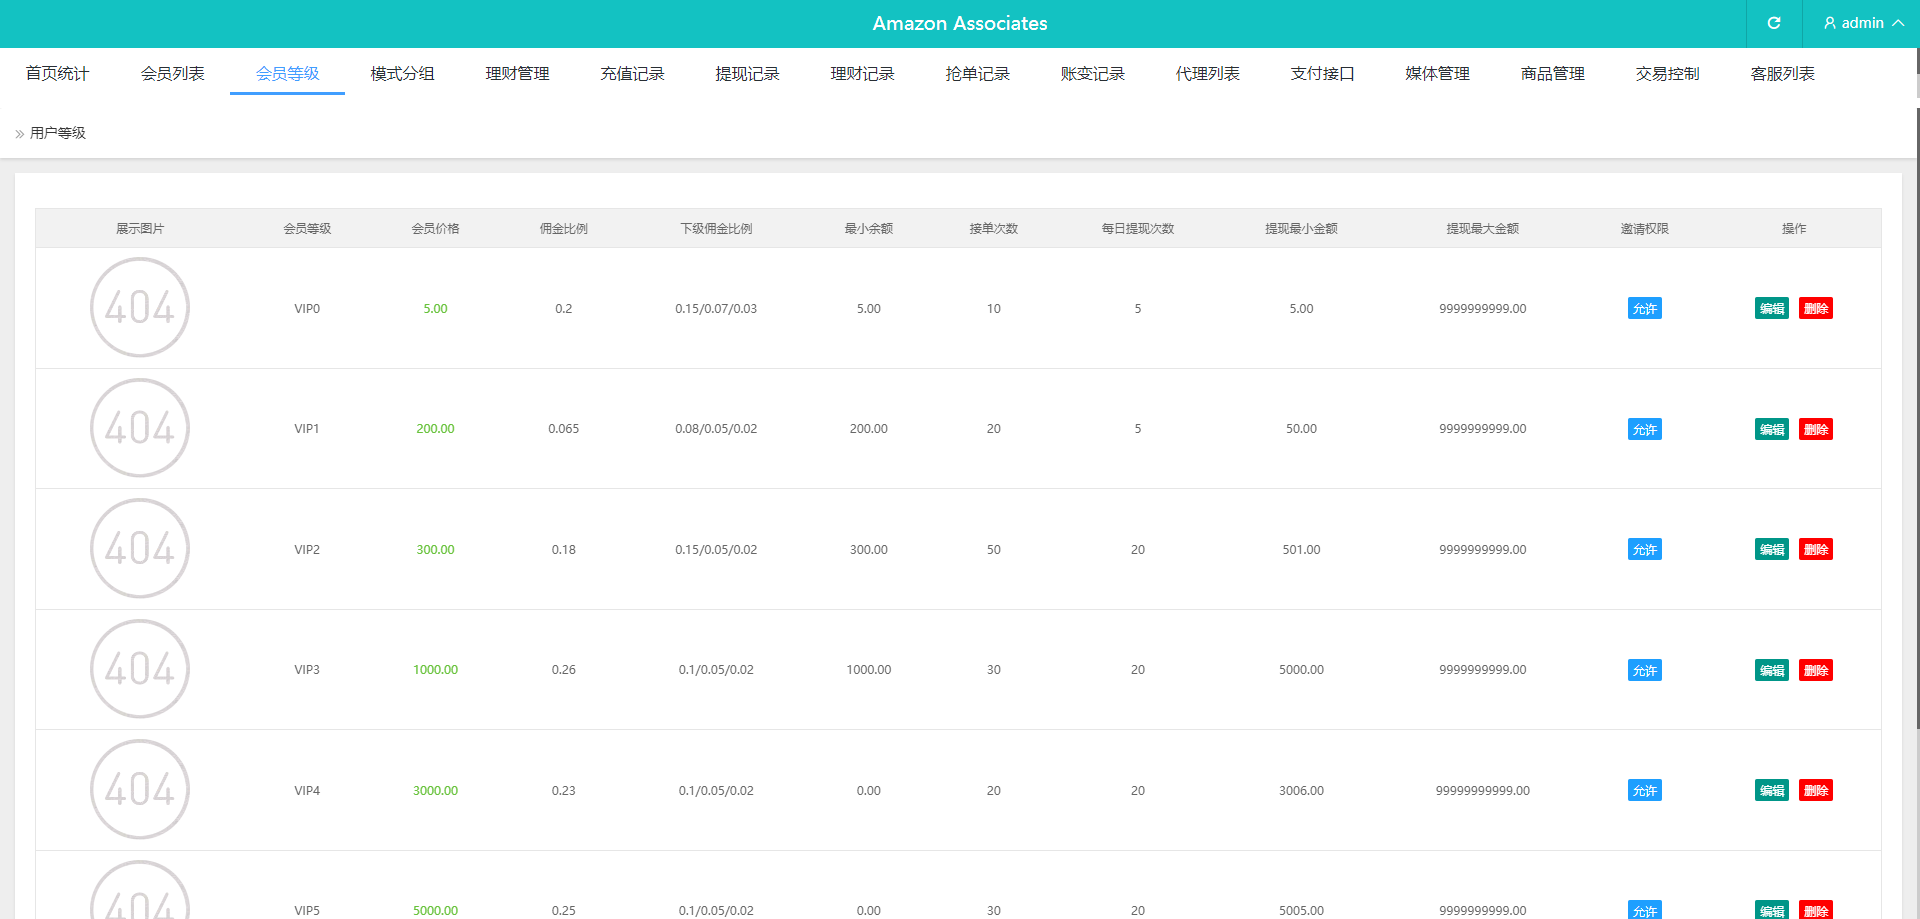 Amazon Associates
admin
首页统计 会员列表 会员等级 模式分组 理财管理 充值记录 提现记录 理财记录 抢单记录 账变记录 代理列表 支付接口 媒体管理 商品管理 交易控制 客服列表
» 用户等级
展示图片 会员等级 会员价格 佣金比例 下级佣金比例 最小余额 接单次数 每日提现次数 提现最小金额 提现最大金额 邀请权限 操作
404 VIP0 5.00 0.2 0.15/0.07/0.03 5.00 10 5 5.00 9999999999.00 允许 编辑 删除
404 VIP1 200.00 0.065 0.08/0.05/0.02 200.00 20 5 50.00 9999999999.00 允许 编辑 删除
404 VIP2 300.00 0.18 0.15/0.05/0.02 300.00 50 20 501.00 9999999999.00 允许 编辑 删除
404 VIP3 1000.00 0.26 0.1/0.05/0.02 1000.00 30 20 5000.00 9999999999.00 允许 编辑 删除
404 VIP4 3000.00 0.23 0.1/0.05/0.02 0.00 20 20 3006.00 99999999999.00 允许 编辑 删除
404 VIP5 5000.00 0.25 0.1/0.05/0.02 0.00 30 20 5005.00 9999999999.00 允许 编辑 删除